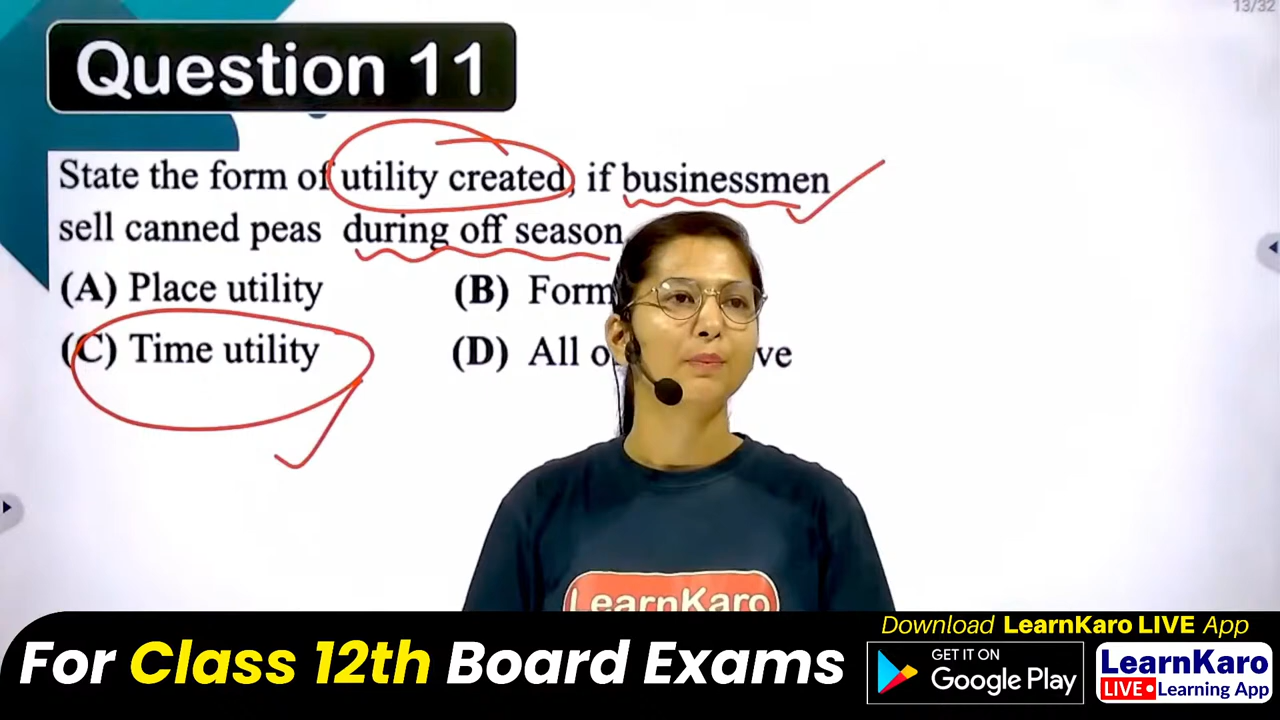 13/32
Question 11
State the form of utility created, if businessmen
sell canned peas during off season
(A) Place utility (B) Form
(C) Time utility (D) All ve
LearnKaro
For Class 12th Board Exams
Download LearnKaro LIVE App
GET IT ON
Google Play
LearnKaro
LIVE Learning App